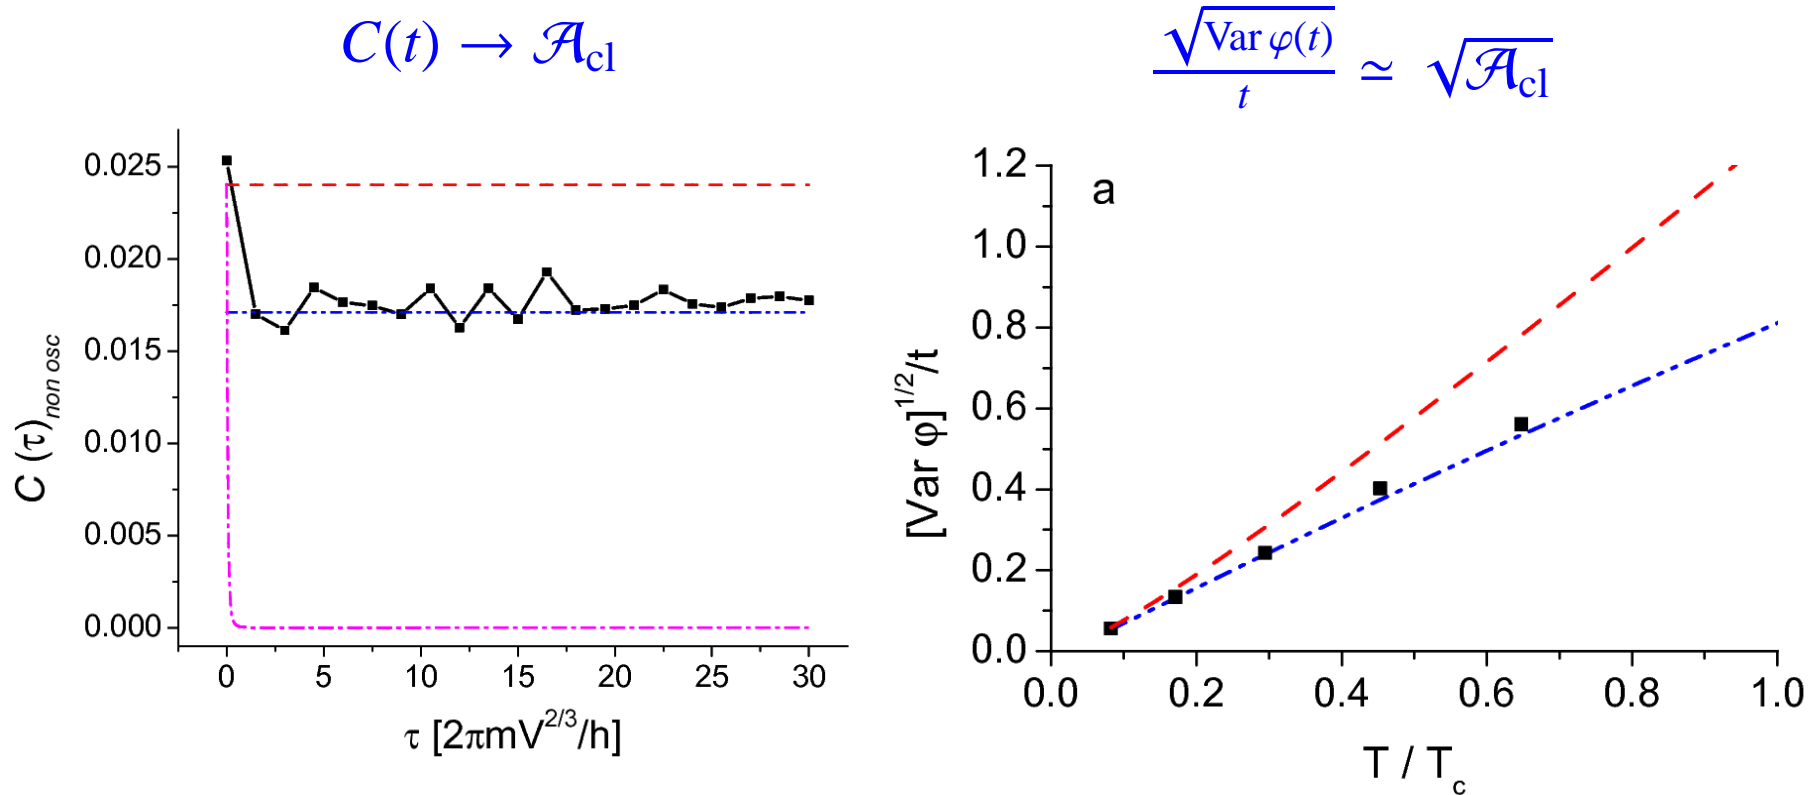 C(t) → 𝒜cl
√Var φ(t) / t ≃ √𝒜cl
0.025
0.020
0.015
0.010
0.005
0.000
C (τ)non osc
0 5 10 15 20 25 30
τ [2πmV^2/3/h]
a
1.2
1.0
0.8
0.6
0.4
0.2
0.0
[Var φ]^1/2/t
0.0 0.2 0.4 0.6 0.8 1.0
T / Tc